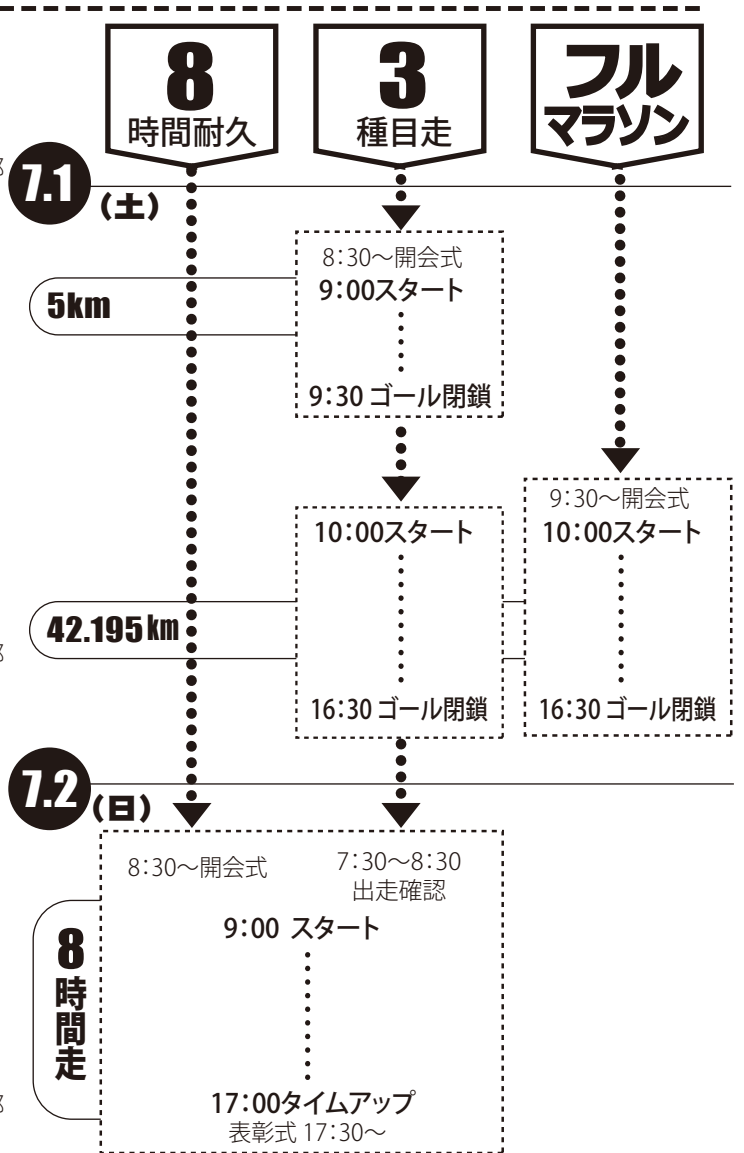 8
時間耐久
3
種目走
フル
マラソン
7.1
(土)
8:30～開会式
9:00スタート
5km
9:30 ゴール閉鎖
9:30～開会式
10:00スタート
10:00スタート
42.195km
16:30 ゴール閉鎖
16:30 ゴール閉鎖
7.2
(日)
8:30～開会式
7:30～8:30
出走確認
9:00 スタート
8時間走
17:00タイムアップ
表彰式 17:30～